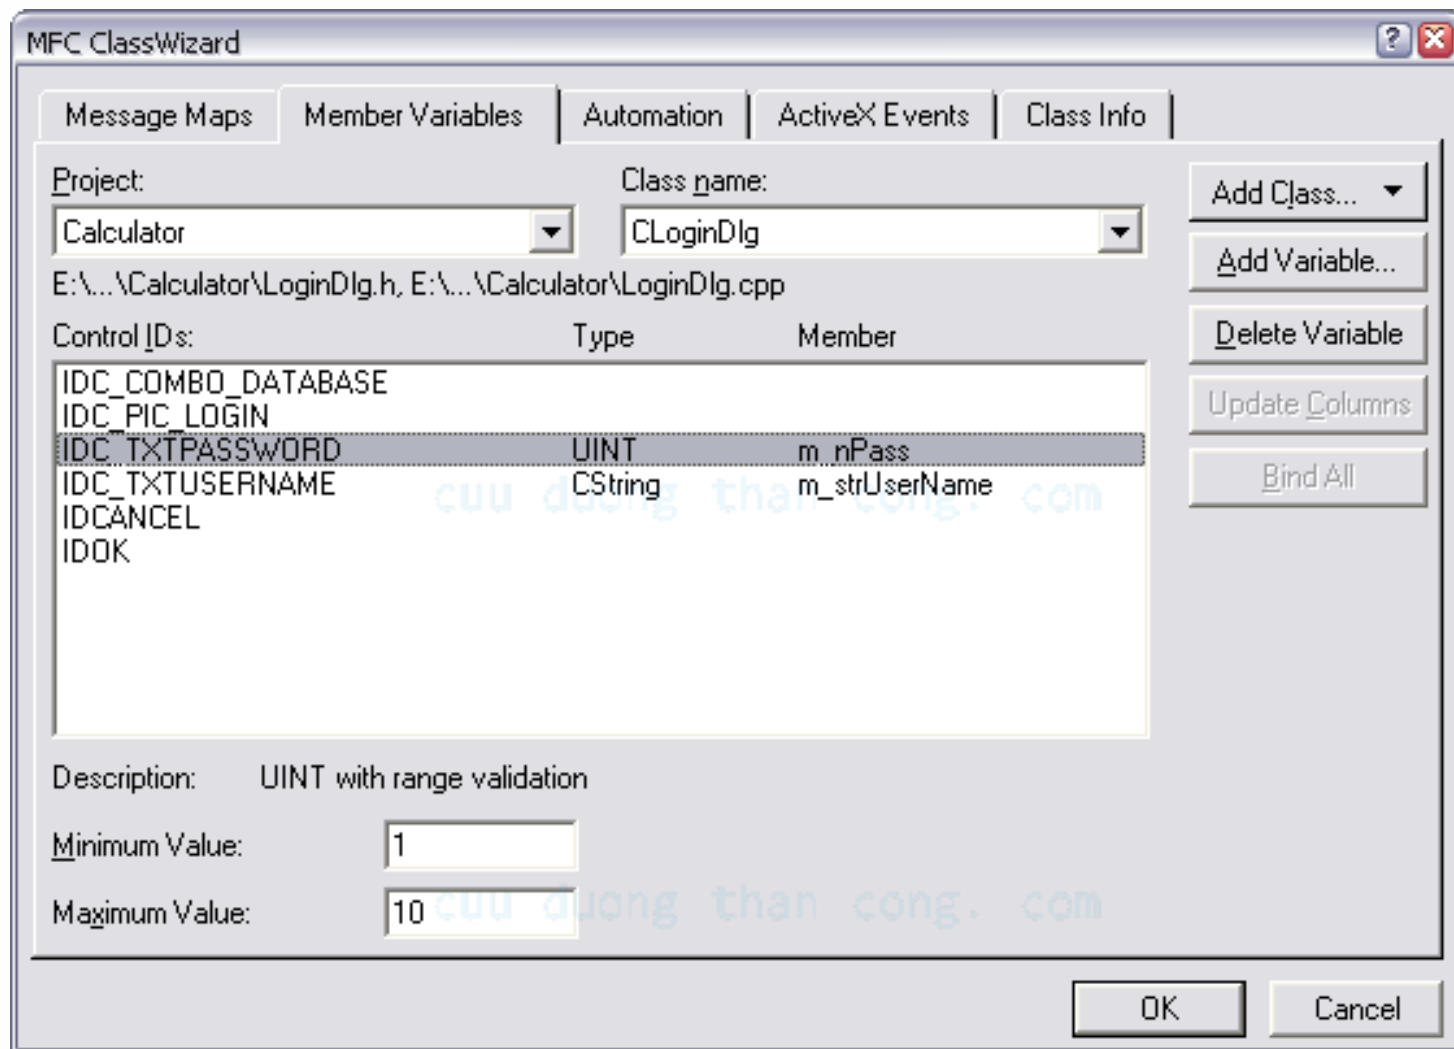 MFC ClassWizard
Message Maps Member Variables Automation ActiveX Events Class Info
Project: Class name:
Add Class...
Calculator CLoginDlg
Add Variable...
E:\...\Calculator\LoginDlg.h, E:\...\Calculator\LoginDlg.cpp
Control IDs: Type Member
Delete Variable
IDC_COMBO_DATABASE
IDC_PIC_LOGIN
Update Columns
IDC_TXTPASSWORD UINT m_nPass
IDC_TXTUSERNAME CString m_strUserName
Bind All
cuu duong than cong. com
IDCANCEL
IDOK
Description: UINT with range validation
Minimum Value: 1
Maximum Value: 10
cuu duong than cong. com
OK Cancel